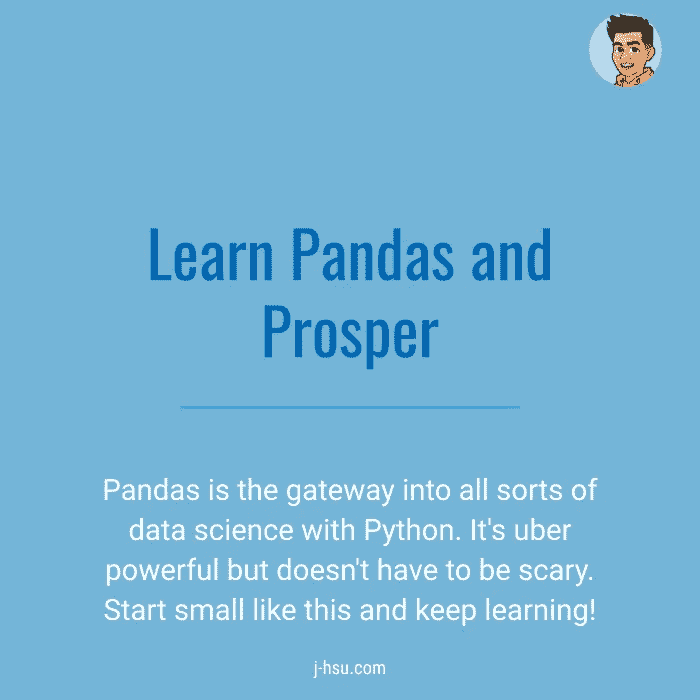 Learn Pandas and
Prosper
Pandas is the gateway into all sorts of
data science with Python. It's uber
powerful but doesn't have to be scary.
Start small like this and keep learning!
j-hsu.com